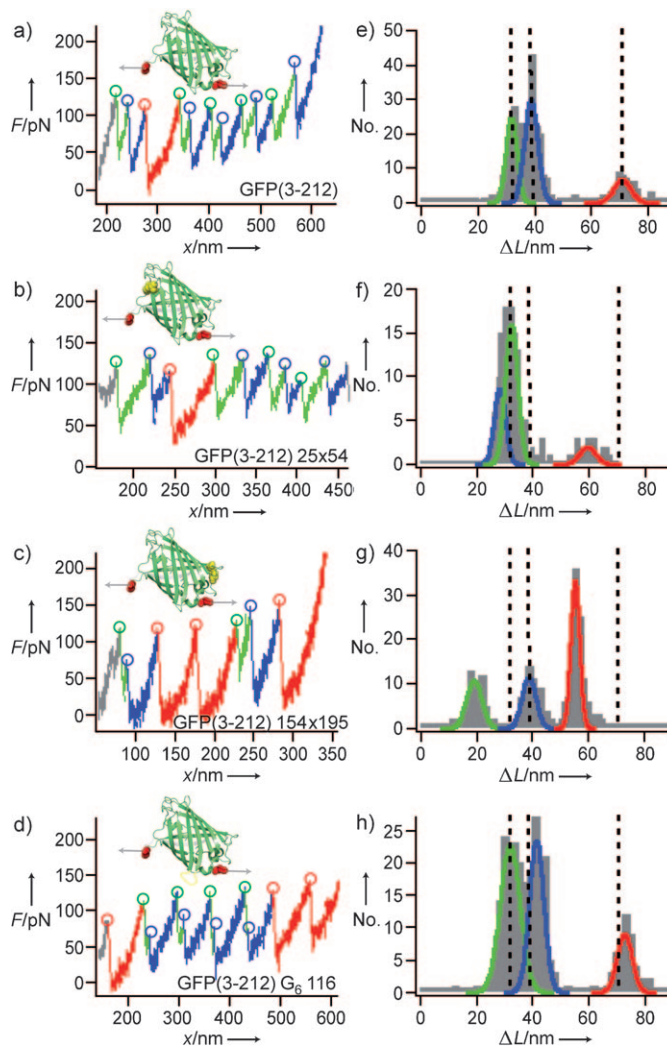 a)
F/pN
200
150
100
50
0
GFP(3-212)
200 300 400 500 600
x/nm
e)
No.
50
40
30
20
10
0
0 20 40 60 80
ΔL/nm
b)
F/pN
200
150
100
50
0
GFP(3-212) 25x54
200 250 300 350 400 450
x/nm
f)
No.
20
15
10
5
0
0 20 40 60 80
ΔL/nm
c)
F/pN
200
150
100
50
0
GFP(3-212) 154x195
100 150 200 250 300 350
x/nm
g)
No.
40
30
20
10
0
0 20 40 60 80
ΔL/nm
d)
F/pN
200
150
100
50
0
GFP(3-212) G6 116
200 300 400 500 600
x/nm
h)
No.
25
20
15
10
5
0
0 20 40 60 80
ΔL/nm